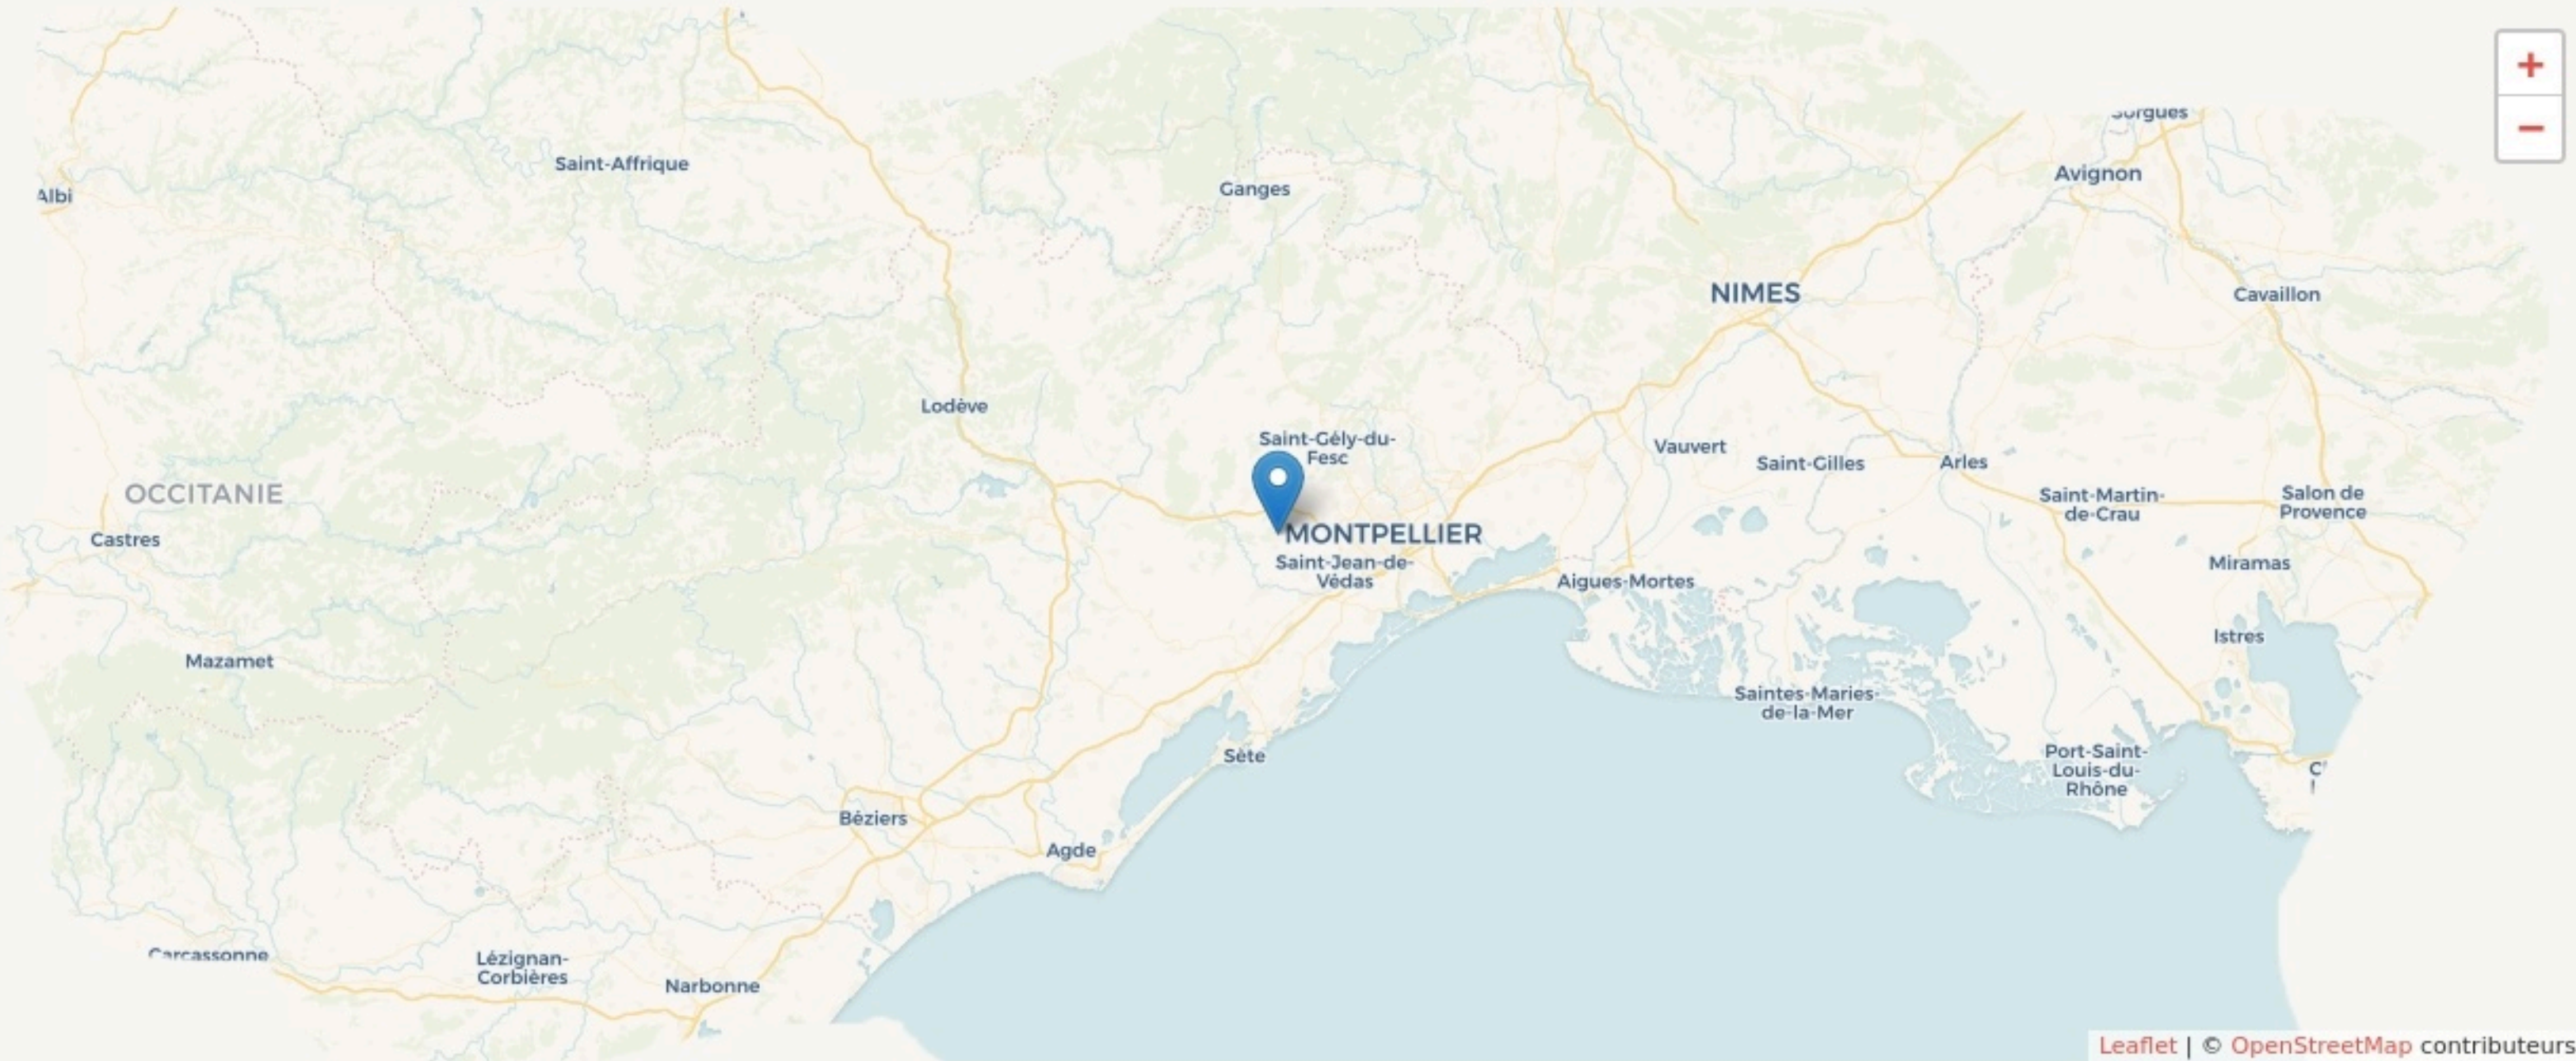 +
Sorgues
Saint-Affrique
Avignon
Albi
Ganges
−
NIMES
Cavaillon
Lodève
Saint-Gély-du-
Fesc
Vauvert
Saint-Gilles
Arles
OCCITANIE
Saint-Martin-
de-Crau
Salon de
Provence
Castres
MONTPELLIER
Saint-Jean-de-
Védas
Aigues-Mortes
Miramas
Istres
Mazamet
Saintes-Maries-
de-la-Mer
Sète
Port-Saint-
Louis-du-
Rhône
Béziers
Agde
Carcassonne
Lézignan-
Corbières
Narbonne
Leaflet | © OpenStreetMap contributeurs